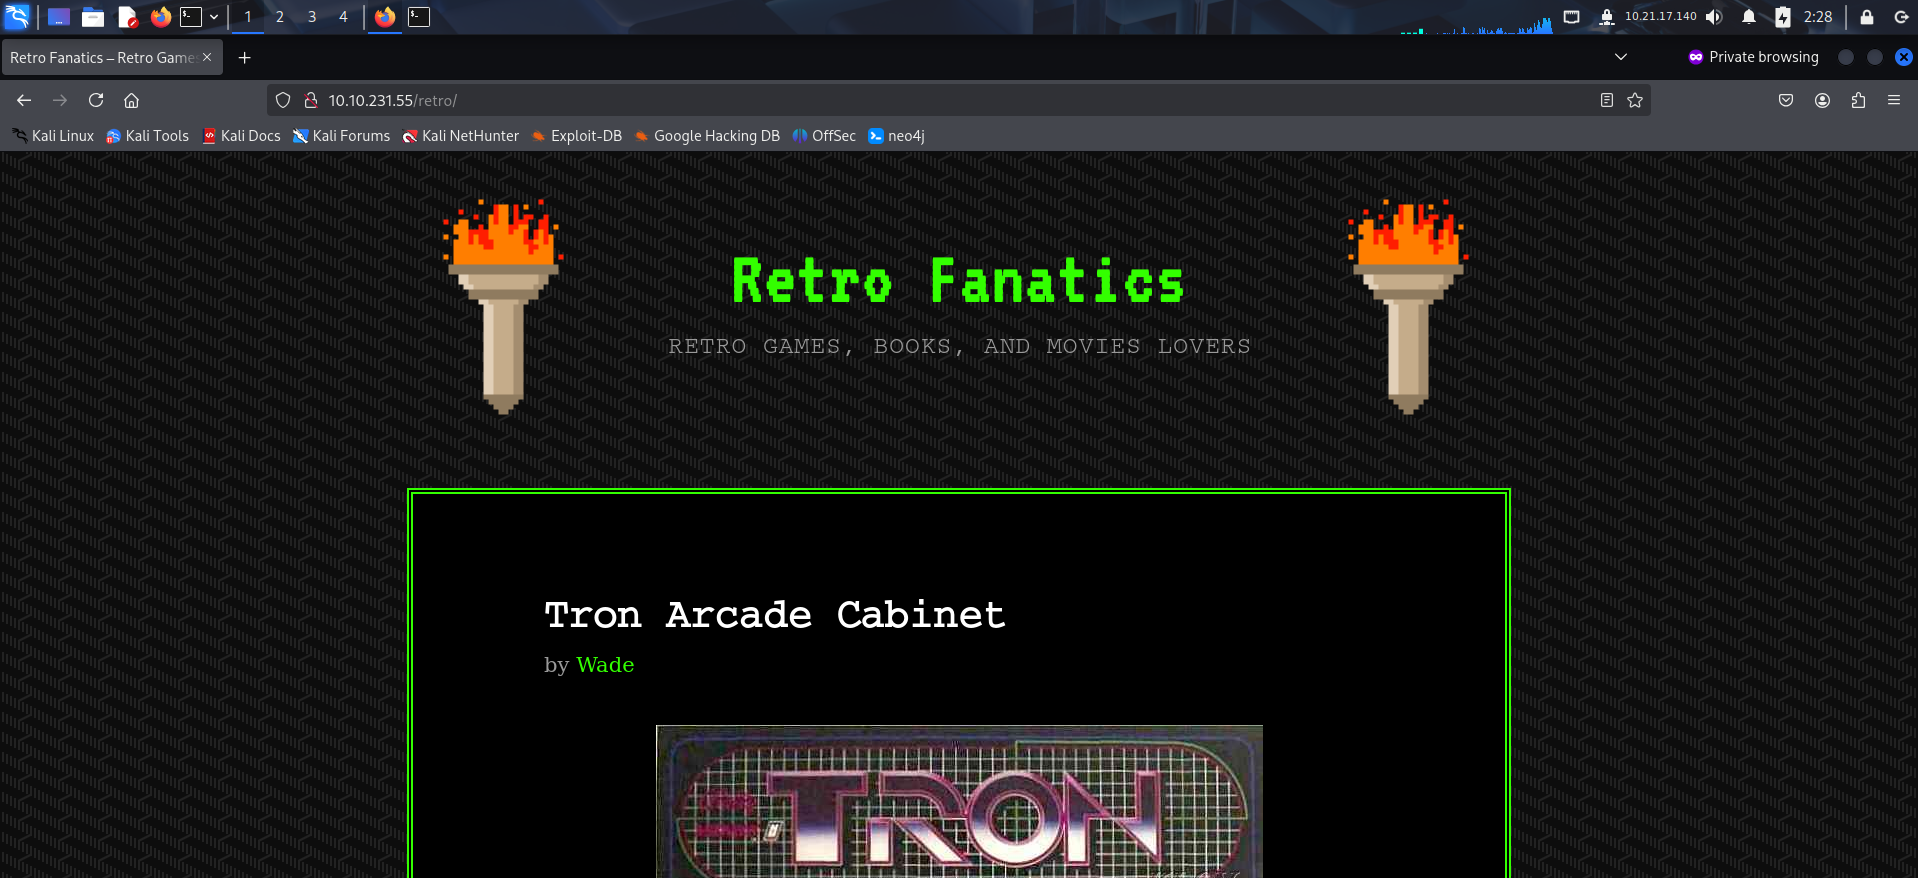 1 2 3 4 10.21.17.140 2:28
Retro Fanatics – Retro Game Private browsing
10.10.231.55/retro/
Kali Linux Kali Tools Kali Docs Kali Forums Kali NetHunter Exploit-DB Google Hacking DB OffSec neo4j
Retro Fanatics
RETRO GAMES, BOOKS, AND MOVIES LOVERS
Tron Arcade Cabinet
by Wade
TRON